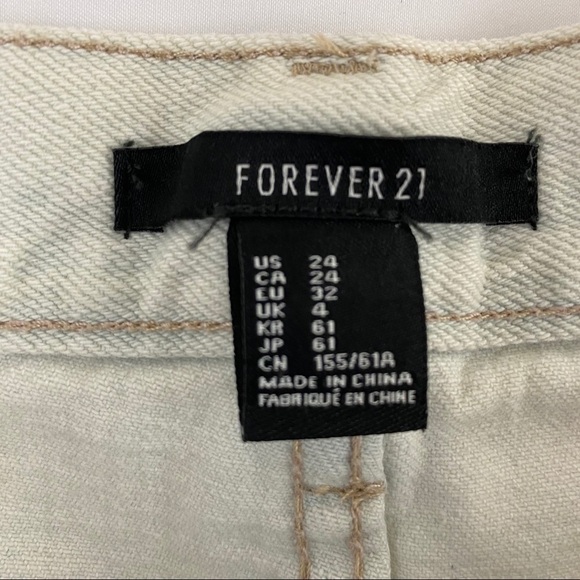 FOREVER 21
US 24
CA 24
EU 32
UK 4
KR 61
JP 61
CN 155/61A
MADE IN CHINA
FABRIQUÉ EN CHINE